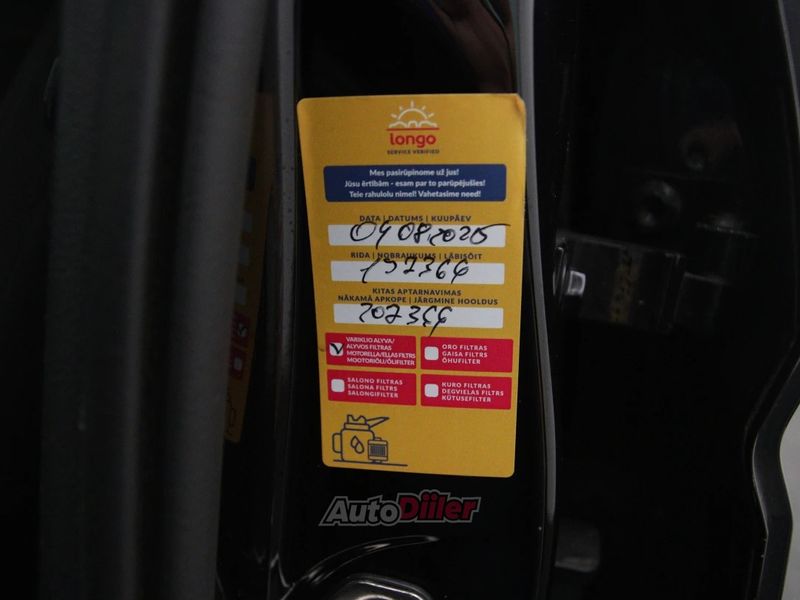 longo
SERVICE VERIFIED
Mes pasirūpinome už jus!
Jūsu ērtībām - esam par to parūpējušies!
Teie rahulolu nimel! Vahetasime need!
DATA | DATUMS | KUUPÄEV
04 08.2025
RIDA | NOBRAUKUMS | LÄBISÕIT
197366
KITAS APTARNAVIMAS
NĀKAMĀ APKOPE | JÄRGMINE HOOLDUS
207366
VARIKLIO ALYVA/
ALYVOS FILTRAS
MOTORELLA/ELLAS FILTRS
MOOTORIÕLI/ÕLIFILTER
ORO FILTRAS
GAISA FILTRS
ÕHUFILTER
SALONO FILTRAS
SALONA FILTRS
SALONGIFILTER
KURO FILTRAS
DEGVIELAS FILTRS
KÜTUSEFILTER
AutoDiiler